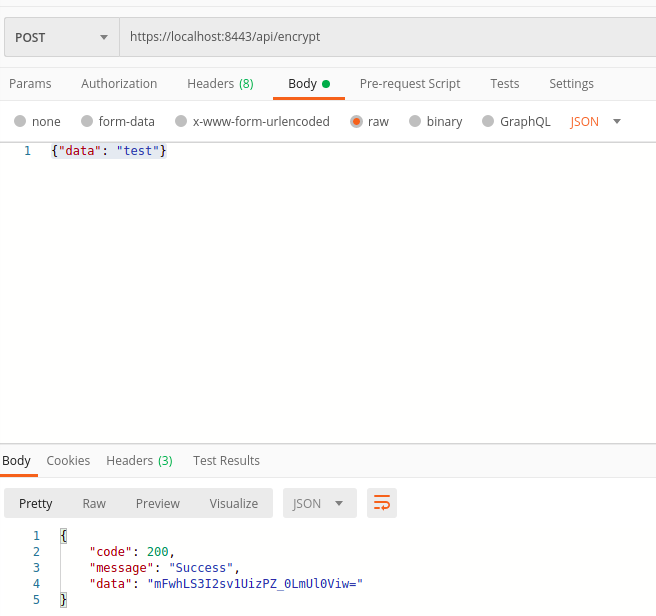 POST https://localhost:8443/api/encrypt
Params Authorization Headers (8) Body Pre-request Script Tests Settings
none form-data x-www-form-urlencoded raw binary GraphQL JSON
1 {"data": "test"}
Body Cookies Headers (3) Test Results
Pretty Raw Preview Visualize JSON
1 {
2 "code": 200,
3 "message": "Success",
4 "data": "mFwhLS3I2sv1UizPZ_0LmUl0Viw="
5 }